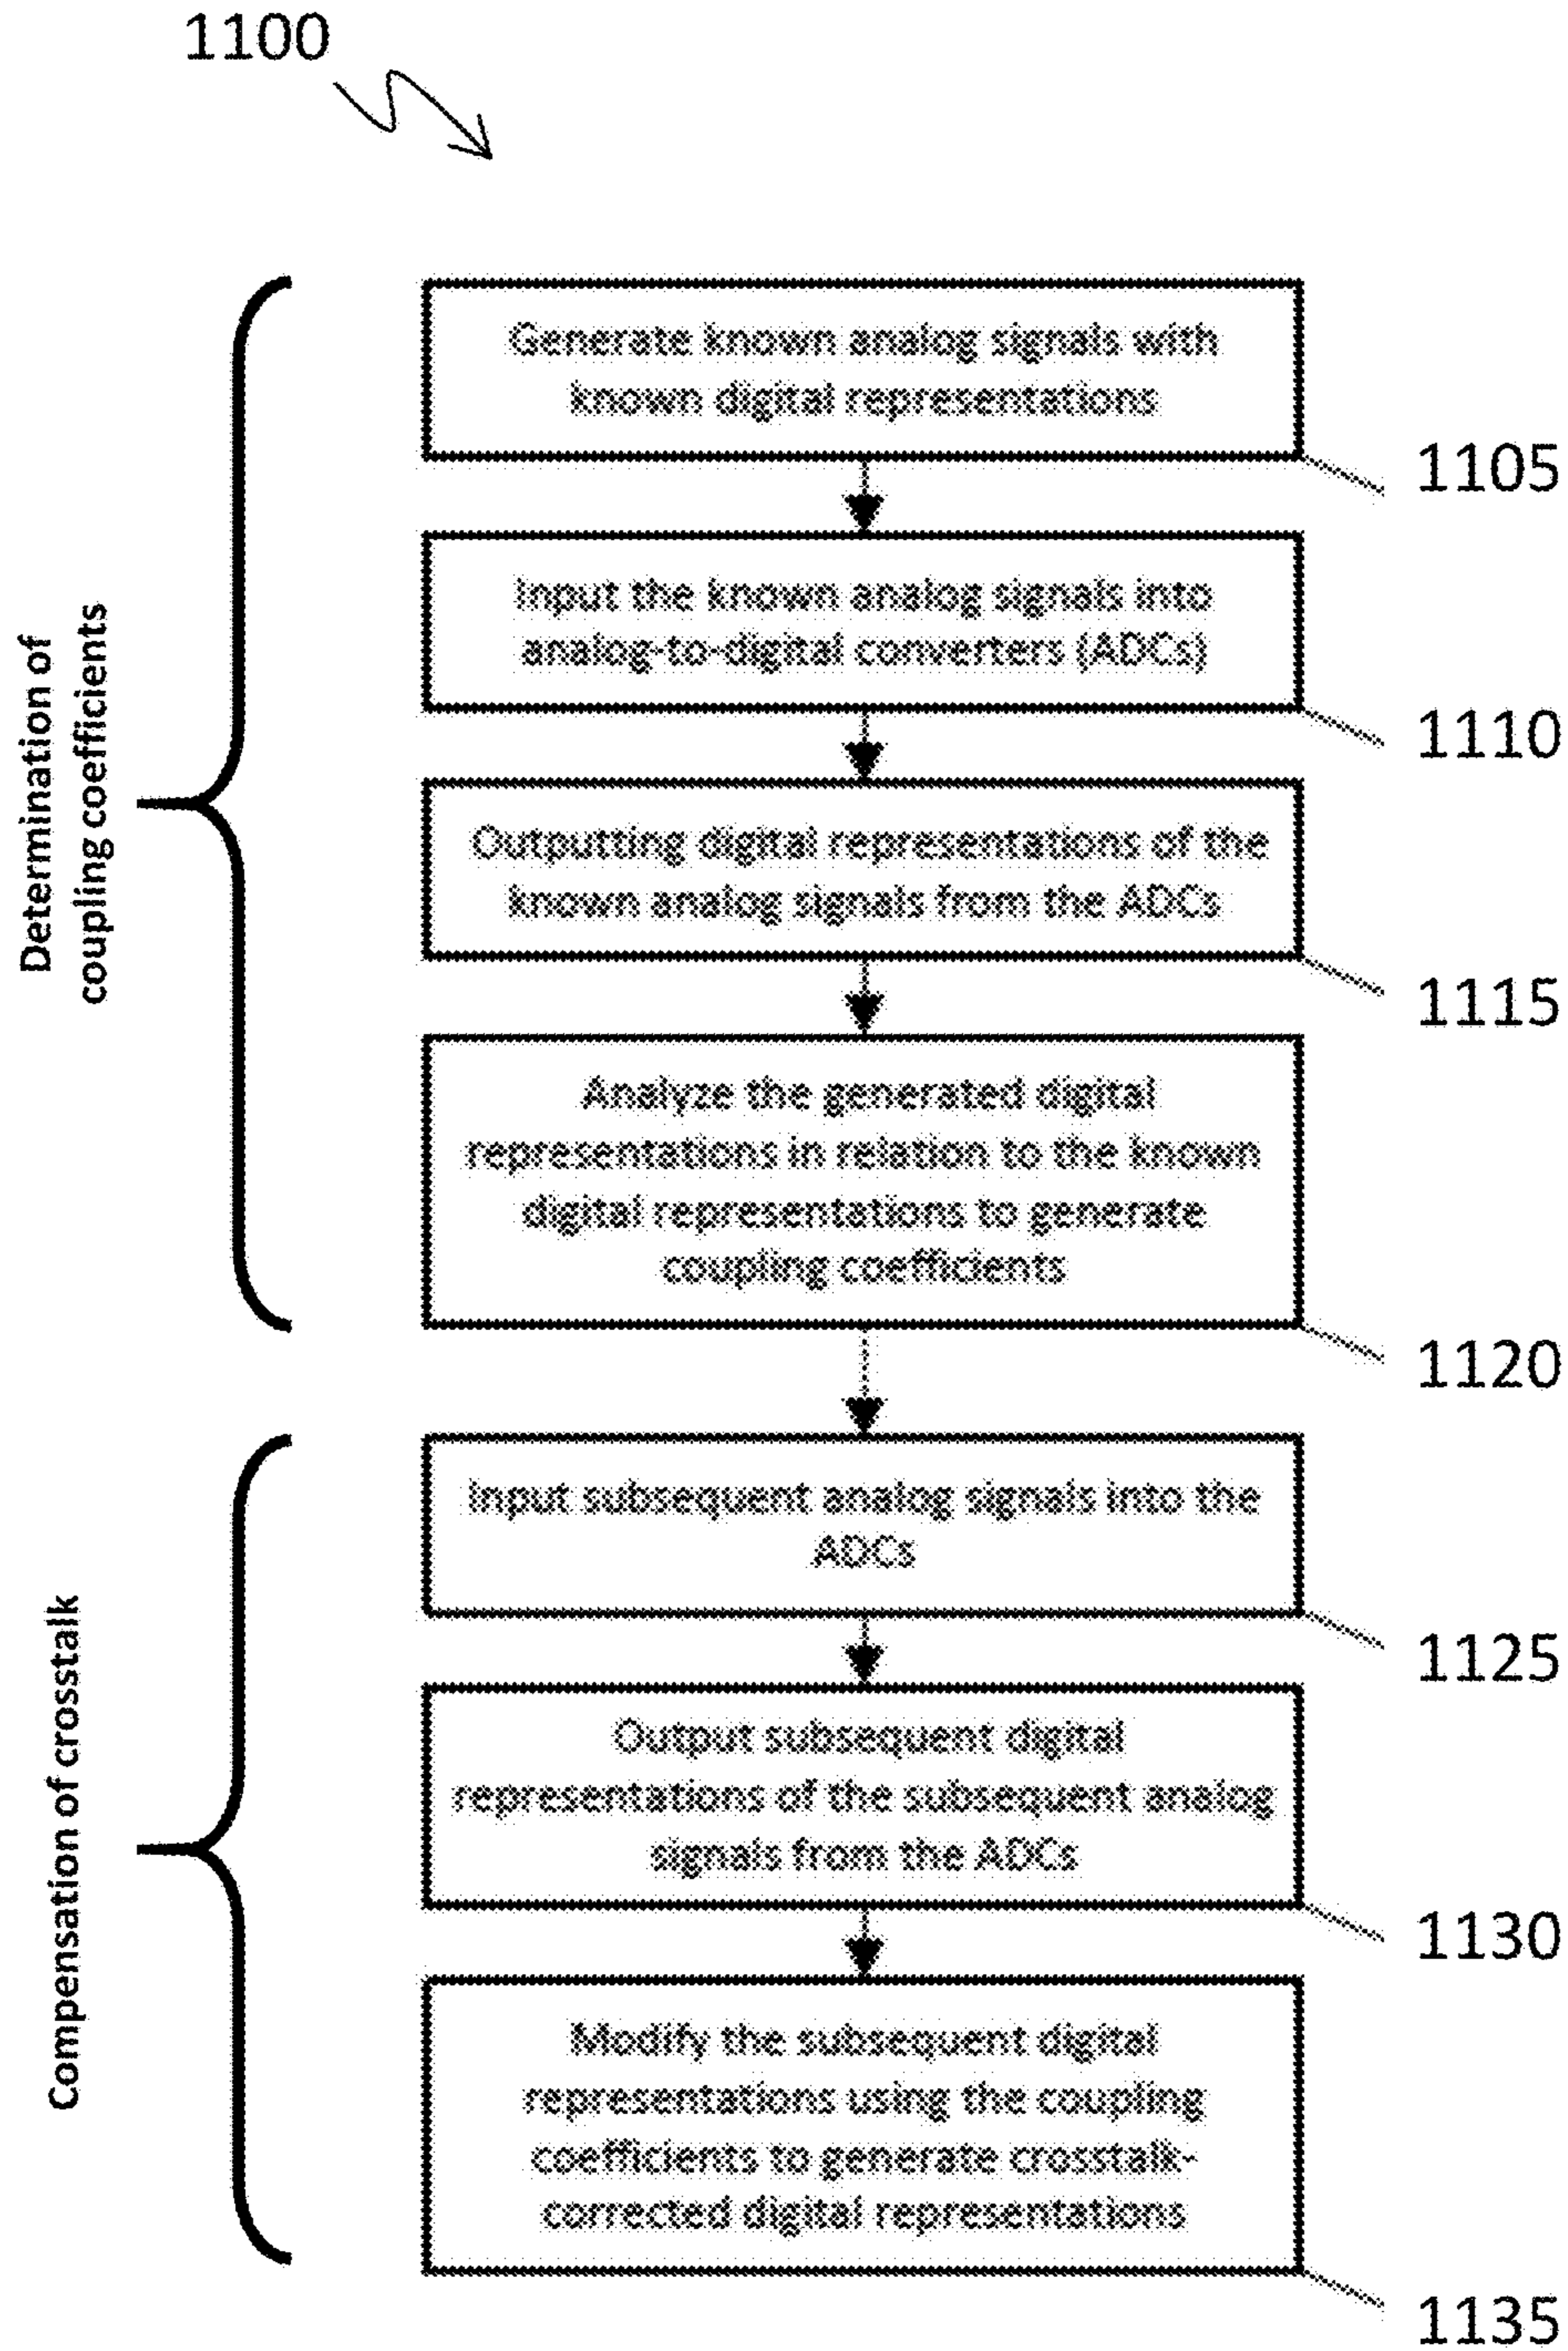 1100
Determination of
coupling coefficients
Generate known analog signals with
known digital representations
1105
Input the known analog signals into
analog-to-digital converters (ADCs)
1110
Outputting digital representations of the
known analog signals from the ADCs
1115
Analyze the generated digital
representations in relation to the known
digital representations to generate
coupling coefficients
1120
Compensation of crosstalk
Input subsequent analog signals into the
ADCs
1125
Output subsequent digital
representations of the subsequent analog
signals from the ADCs
1130
Modify the subsequent digital
representations using the coupling
coefficients to generate crosstalk-
corrected digital representations
1135